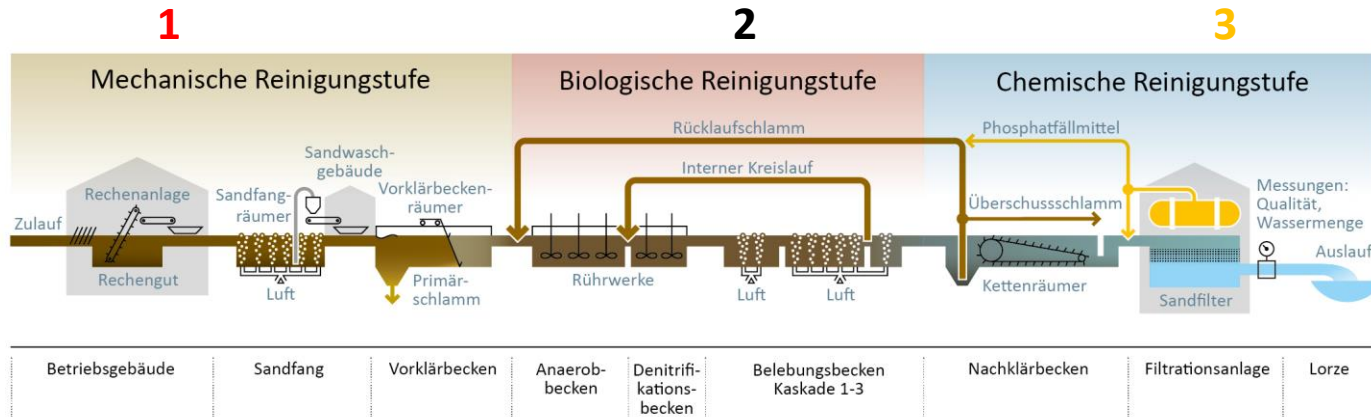 1
2
3
Mechanische Reinigungstufe
Biologische Reinigungstufe
Chemische Reinigungstufe
Rücklaufschlamm
Phosphatfällmittel
Sandwasch-
gebäude
Interner Kreislauf
Rechenanlage
Sandfang-
räumer
Vorklärbecken-
räumer
Messungen:
Qualität,
Wassermenge
Zulauf
Überschussschlamm
Auslauf
Rechengut
Luft
Primär-
schlamm
Rührwerke
Luft
Luft
Kettenräumer
Sandfilter
Betriebsgebäude
Sandfang
Vorklärbecken
Anaerob-
becken
Denitrifi-
kations-
becken
Belebungsbecken
Kaskade 1-3
Nachklärbecken
Filtrationsanlage
Lorze